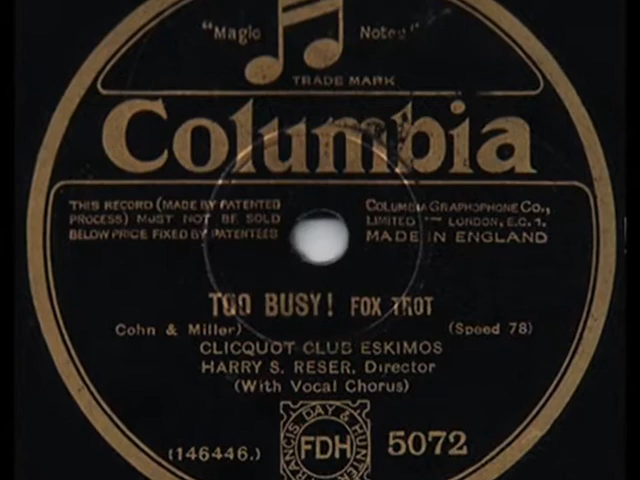 "Magic Notes"
TRADE MARK
Columbia
THIS RECORD (MADE BY PATENTED
PROCESS) MUST NOT BE SOLD
BELOW PRICE FIXED BY PATENTEES
COLUMBIA GRAPHOPHONE CO.,
LIMITED LONDON, E.C. 1.
MADE IN ENGLAND
TOO BUSY! FOX TROT
Cohn & Miller) (Speed 78)
CLICQUOT CLUB ESKIMOS
HARRY S. RESER, Director
(With Vocal Chorus)
FRANCIS DAY & HUNTER
FDH
(146446.)
5072